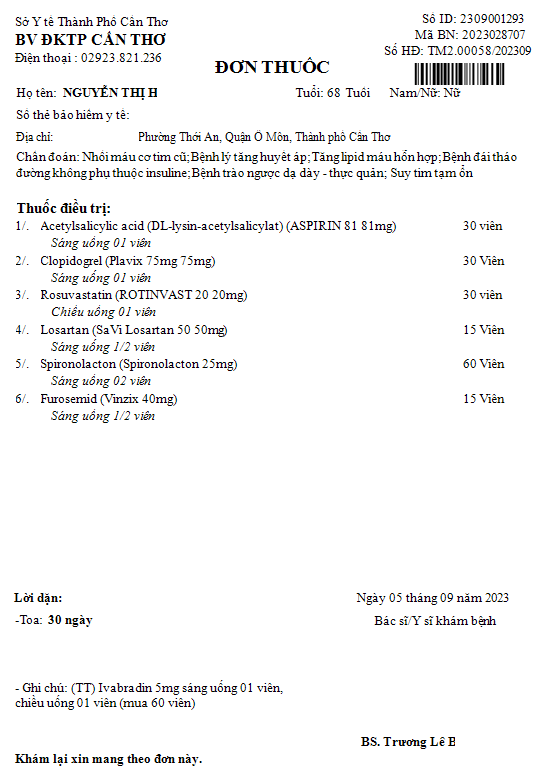 Sở Y tế Thành Phố Cần Thơ
BV ĐKTP CẦN THƠ
Điện thoại : 02923.821.236
Số ID: 2309001293
Mã BN: 2023028707
Số HĐ: TM2.00058/202309
ĐƠN THUỐC
Họ tên: NGUYỄN THỊ H Tuổi: 68 Tuổi Nam/Nữ: Nữ
Số thẻ bảo hiểm y tế:
Địa chỉ: Phường Thới An, Quận Ô Môn, Thành phố Cần Thơ
Chẩn đoán: Nhồi máu cơ tim cũ;Bệnh lý tăng huyết áp;Tăng lipid máu hổn hợp;Bệnh đái tháo
đường không phụ thuộc insuline;Bệnh trào ngược dạ dày - thực quản; Suy tim tạm ổn
Thuốc điều trị:
1/. Acetylsalicylic acid (DL-lysin-acetylsalicylat) (ASPIRIN 81 81mg) 30 viên
Sáng uống 01 viên
2/. Clopidogrel (Plavix 75mg 75mg) 30 Viên
Sáng uống 01 viên
3/. Rosuvastatin (ROTINVAST 20 20mg) 30 viên
Chiều uống 01 viên
4/. Losartan (SaVi Losartan 50 50mg) 15 Viên
Sáng uống 1/2 viên
5/. Spironolacton (Spironolacton 25mg) 60 Viên
Sáng uống 02 viên
6/. Furosemid (Vinzix 40mg) 15 Viên
Sáng uống 1/2 viên
Lời dặn:
Ngày 05 tháng 09 năm 2023
-Toa: 30 ngày
Bác sĩ/Y sĩ khám bệnh
- Ghi chú: (TT) Ivabradin 5mg sáng uống 01 viên,
chiều uống 01 viên (mua 60 viên)
BS. Trương Lê B
Khám lại xin mang theo đơn này.